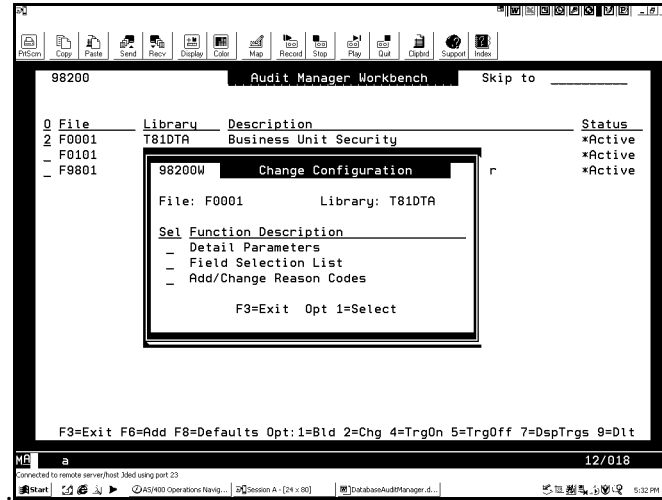 PrtScrn Copy Paste Send Recv Display Color Map Record Stop Play Quit Clipbrd Support Index
98200 Audit Manager Workbench Skip to
O File Library Description Status
2 F0001 T81DTA Business Unit Security *Active
_ F0101 *Active
_ F9801 r *Active
98200W Change Configuration
File: F0001 Library: T81DTA
Sel Function Description
_ Detail Parameters
_ Field Selection List
_ Add/Change Reason Codes
F3=Exit Opt 1=Select
F3=Exit F6=Add F8=Defaults Opt:1=Bld 2=Chg 4=TrgOn 5=TrgOff 7=DspTrgs 9=Dlt
MA a 12/018
Connected to remote server/host Jded using port 23
Start AS/400 Operations Navig... Session A - [24 x 80] DatabaseAuditManager.d... 5:32 PM